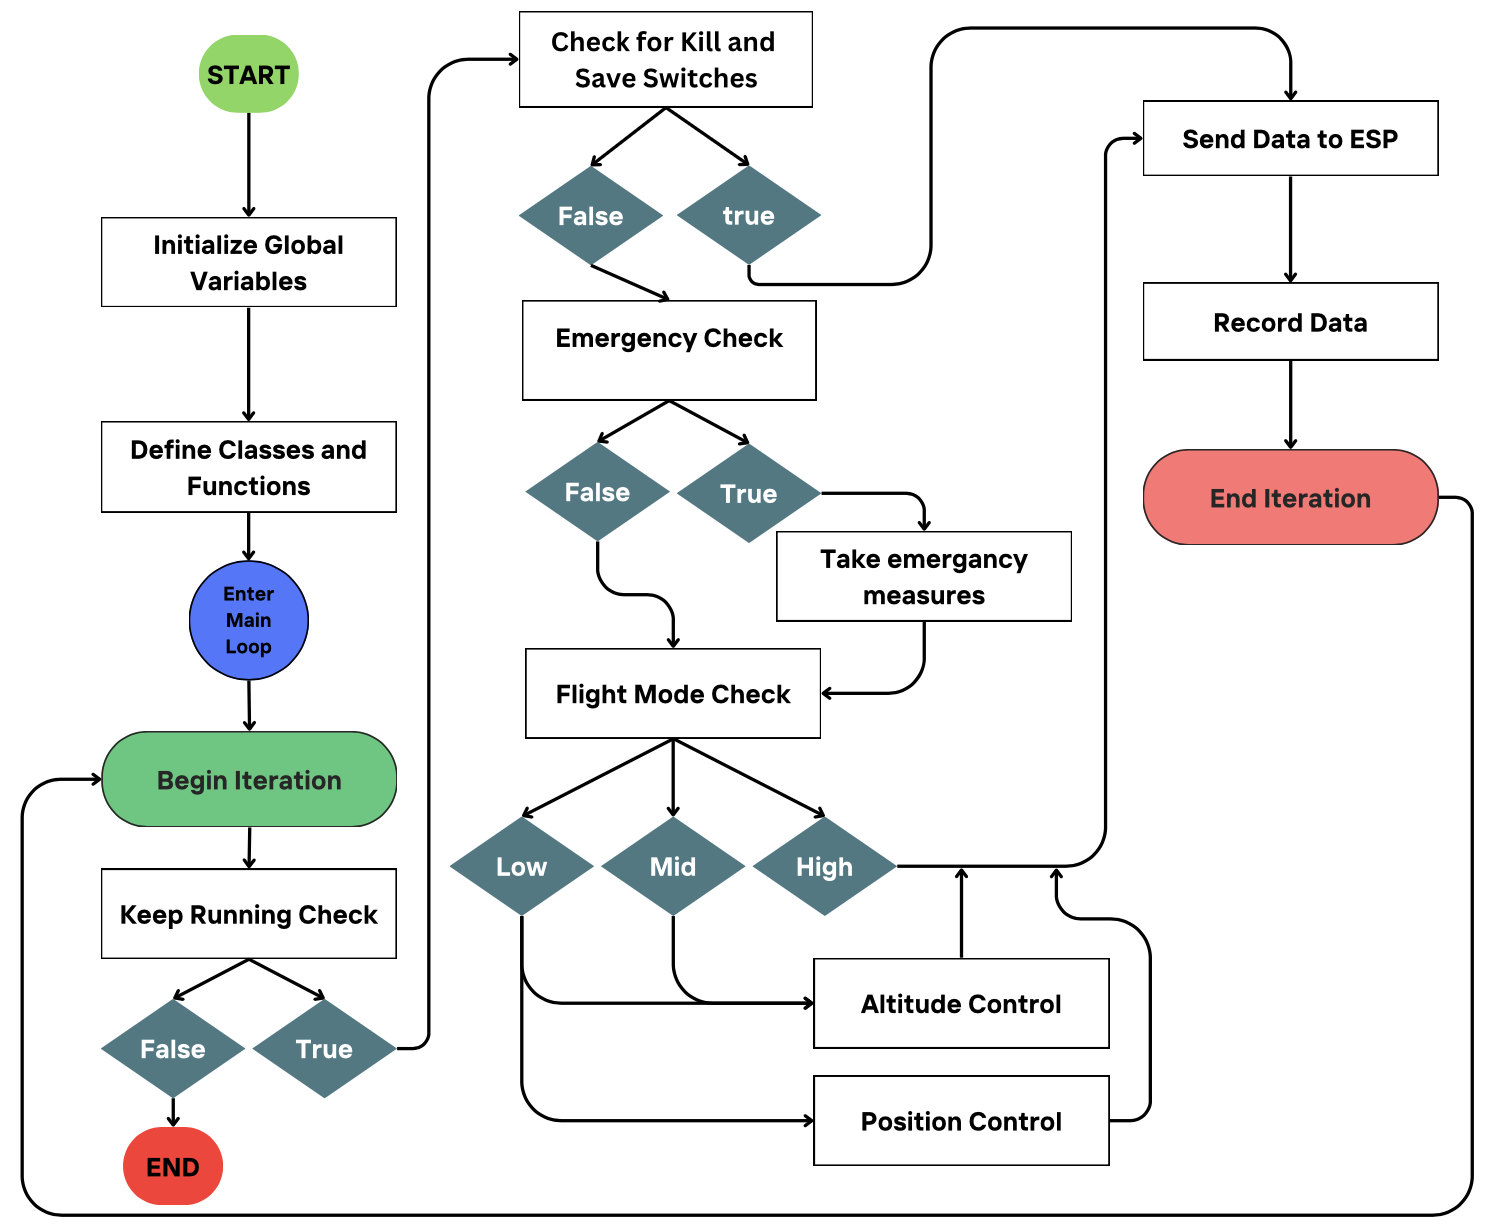 START
Initialize Global
Variables
Define Classes and
Functions
Enter
Main
Loop
Begin Iteration
Keep Running Check
False
True
END
Check for Kill and
Save Switches
False
true
Emergency Check
False
True
Take emergancy
measures
Flight Mode Check
Low
Mid
High
Altitude Control
Position Control
Send Data to ESP
Record Data
End Iteration